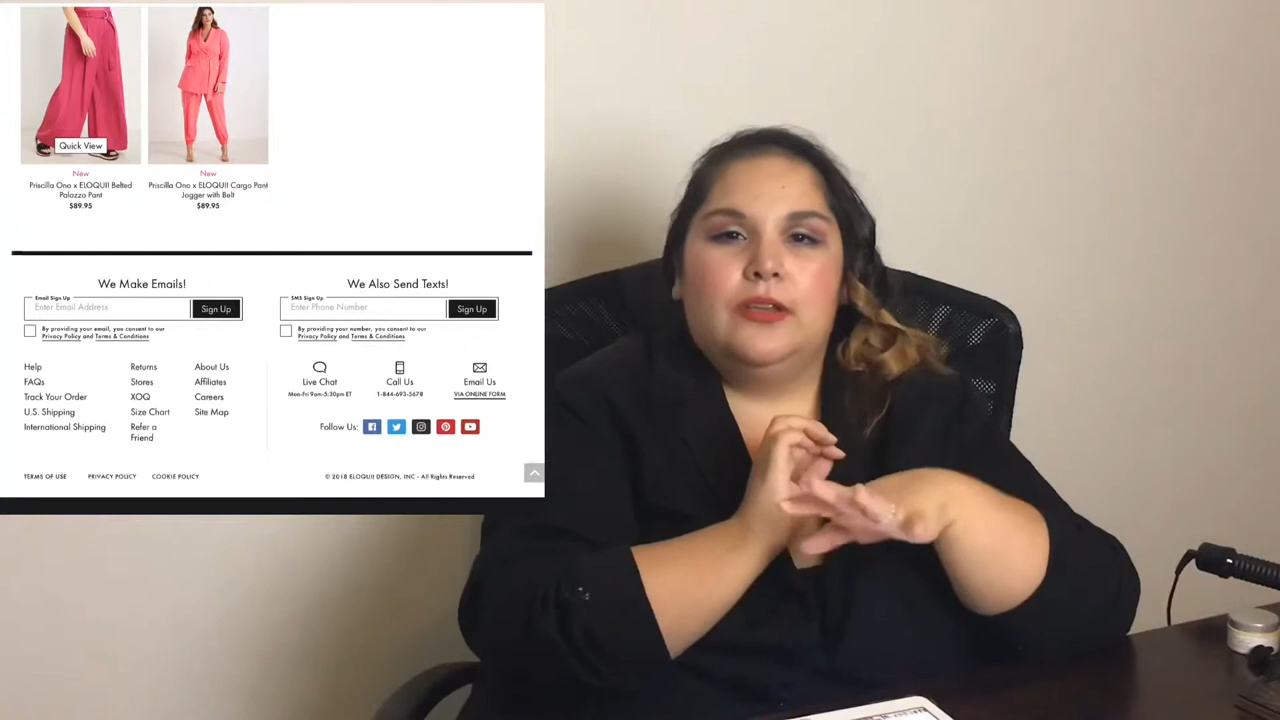 Quick View
New
Priscilla Ono x ELOQUII Belted
Palazzo Pant
$89.95
New
Priscilla Ono x ELOQUII Cargo Pant
Jogger with Belt
$89.95
We Make Emails!
Email Sign Up
Enter Email Address
Sign Up
By providing your email, you consent to our
Privacy Policy and Terms & Conditions
We Also Send Texts!
SMS Sign Up
Enter Phone Number
Sign Up
By providing your number, you consent to our
Privacy Policy and Terms & Conditions
Help
FAQs
Track Your Order
U.S. Shipping
International Shipping
Returns
Stores
XOQ
Size Chart
Refer a
Friend
About Us
Affiliates
Careers
Site Map
Live Chat
Mon-Fri 9am-5:30pm ET
Call Us
1-844-693-5678
Email Us
VIA ONLINE FORM
Follow Us:
TERMS OF USE
PRIVACY POLICY
COOKIE POLICY
© 2018 ELOQUII DESIGN, INC - All Rights Reserved